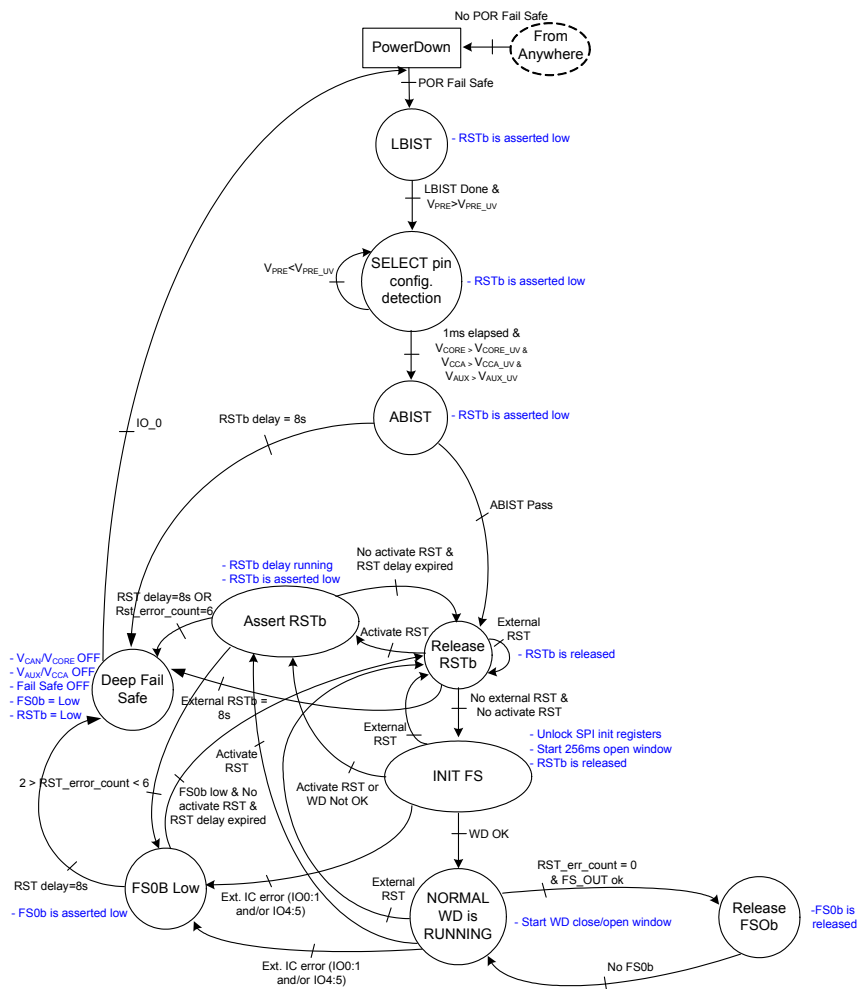 No POR Fail Safe
From
Anywhere
PowerDown
POR Fail Safe
LBIST
- RSTb is asserted low
LBIST Done &
VPRE>VPRE_UV
VPRE<VPRE_UV
SELECT pin
config.
detection
- RSTb is asserted low
1ms elapsed &
VCORE > VCORE_UV &
VCCA > VCCA_UV &
VAUX > VAUX_UV
ABIST
- RSTb is asserted low
RSTb delay = 8s
IO_0
ABIST Pass
- RSTb delay running
- RSTb is asserted low
No activate RST &
RST delay expired
RST delay=8s OR
Rst_error_count=6
Assert RSTb
Activate RST
External
RST
Release
RSTb
- RSTb is released
- VCAN/VCORE OFF
- VAUX/VCCA OFF
- Fail Safe OFF
- FS0b = Low
- RSTb = Low
Deep Fail
Safe
External RSTb =
8s
No external RST &
No activate RST
External
RST
- Unlock SPI init registers
- Start 256ms open window
- RSTb is released
Activate
RST
INIT FS
2 > RST_error_count < 6
FS0b low & No
activate RST &
RST delay expired
Activate RST or
WD Not OK
WD OK
RST_err_count = 0
& FS_OUT ok
RST delay=8s
FS0B Low
- FS0b is asserted low
Ext. IC error (IO0:1
and/or IO4:5)
External
RST
NORMAL
WD is
RUNNING
- Start WD close/open window
Release
FSOb
-FS0b is
released
Ext. IC error (IO0:1
and/or IO4:5)
No FS0b